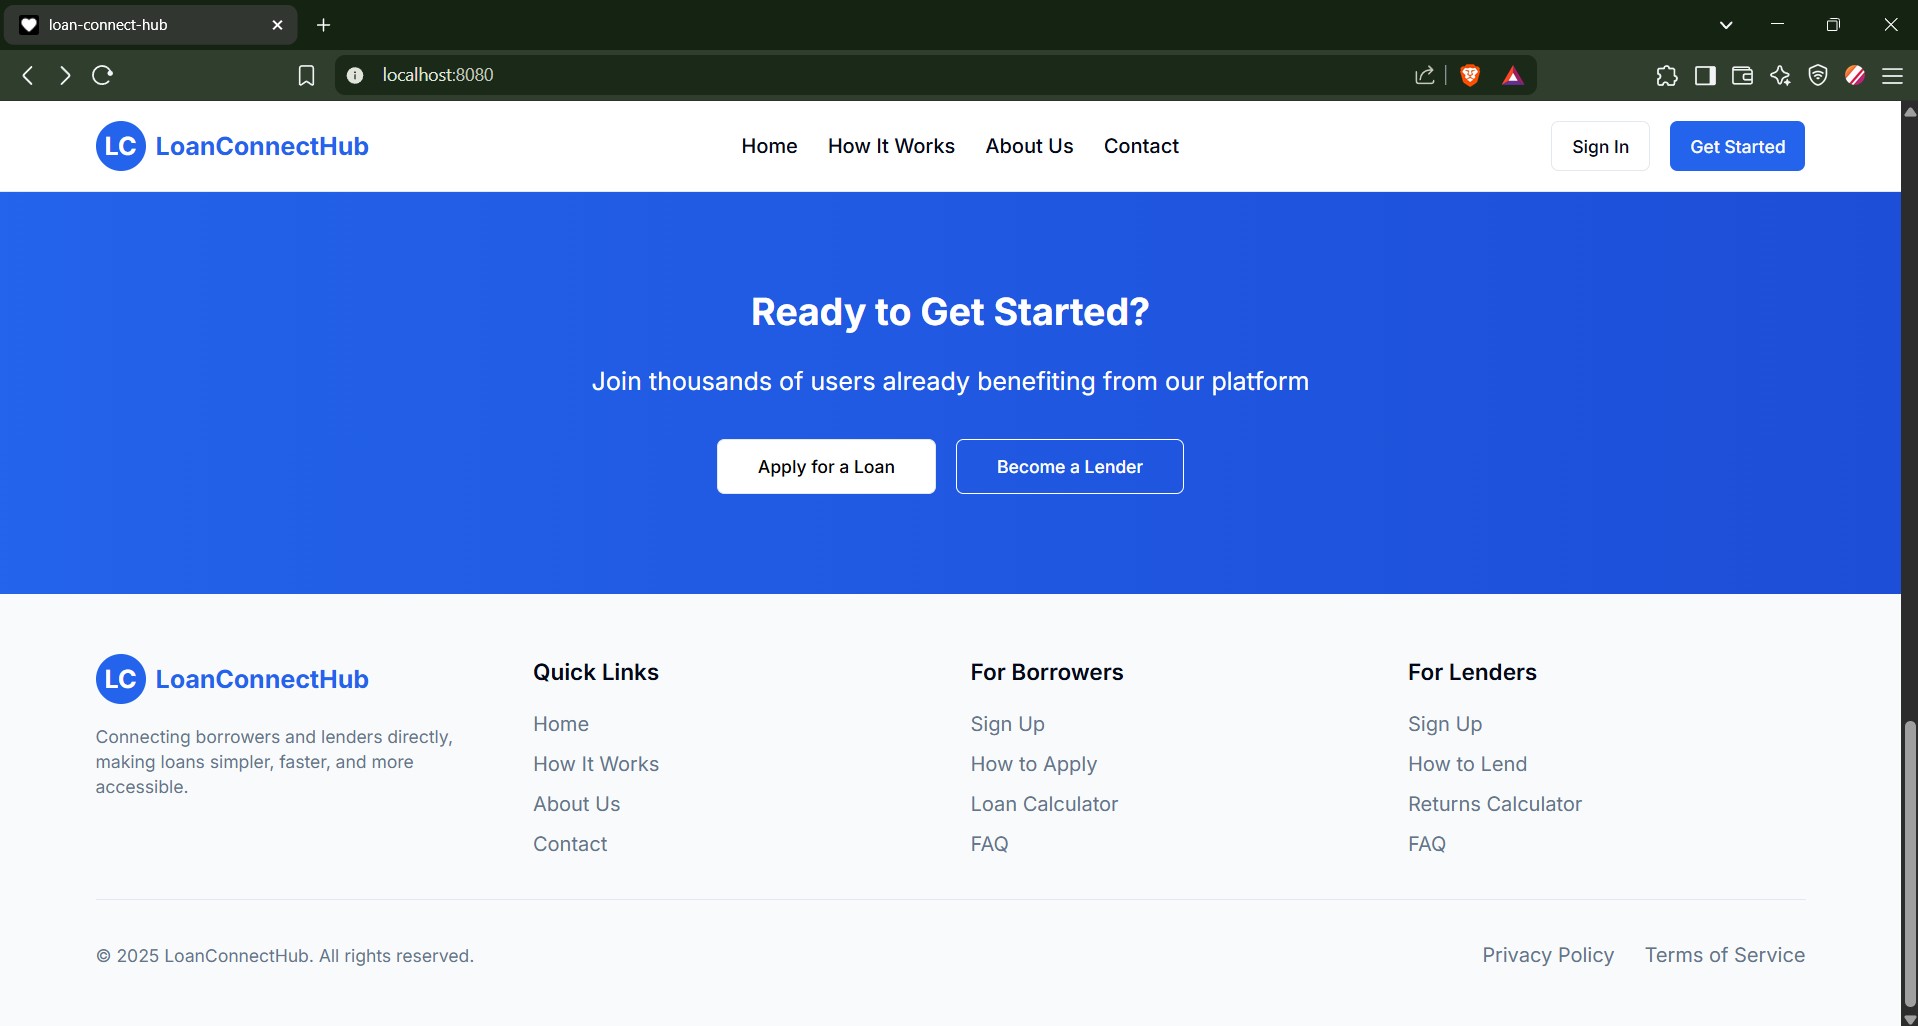 loan-connect-hub
localhost:8080
LC LoanConnectHub
Home How It Works About Us Contact
Sign In Get Started
Ready to Get Started?
Join thousands of users already benefiting from our platform
Apply for a Loan Become a Lender
LC LoanConnectHub
Connecting borrowers and lenders directly,
making loans simpler, faster, and more
accessible.
Quick Links
Home
How It Works
About Us
Contact
For Borrowers
Sign Up
How to Apply
Loan Calculator
FAQ
For Lenders
Sign Up
How to Lend
Returns Calculator
FAQ
© 2025 LoanConnectHub. All rights reserved.
Privacy Policy Terms of Service